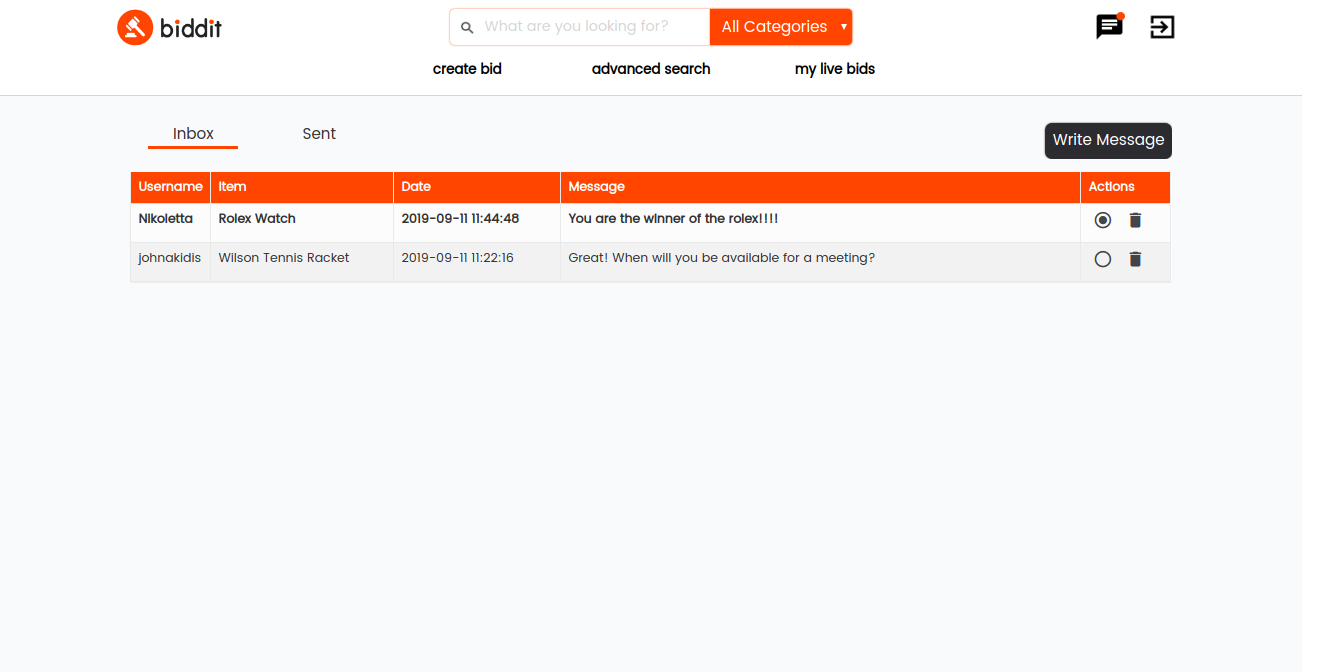 biddit
What are you looking for?
All Categories
create bid
advanced search
my live bids
Inbox
Sent
Write Message
Username Item Date Message Actions
Nikoletta Rolex Watch 2019-09-11 11:44:48 You are the winner of the rolex!!!!
johnakidis Wilson Tennis Racket 2019-09-11 11:22:16 Great! When will you be available for a meeting?